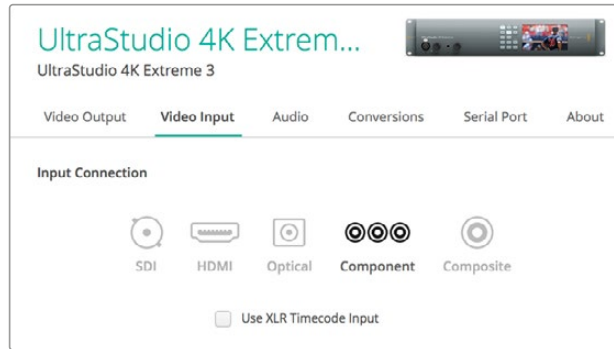 UltraStudio 4K Extrem...
UltraStudio 4K Extreme 3
Video Output Video Input Audio Conversions Serial Port About
Input Connection
SDI HDMI Optical Component Composite
Use XLR Timecode Input